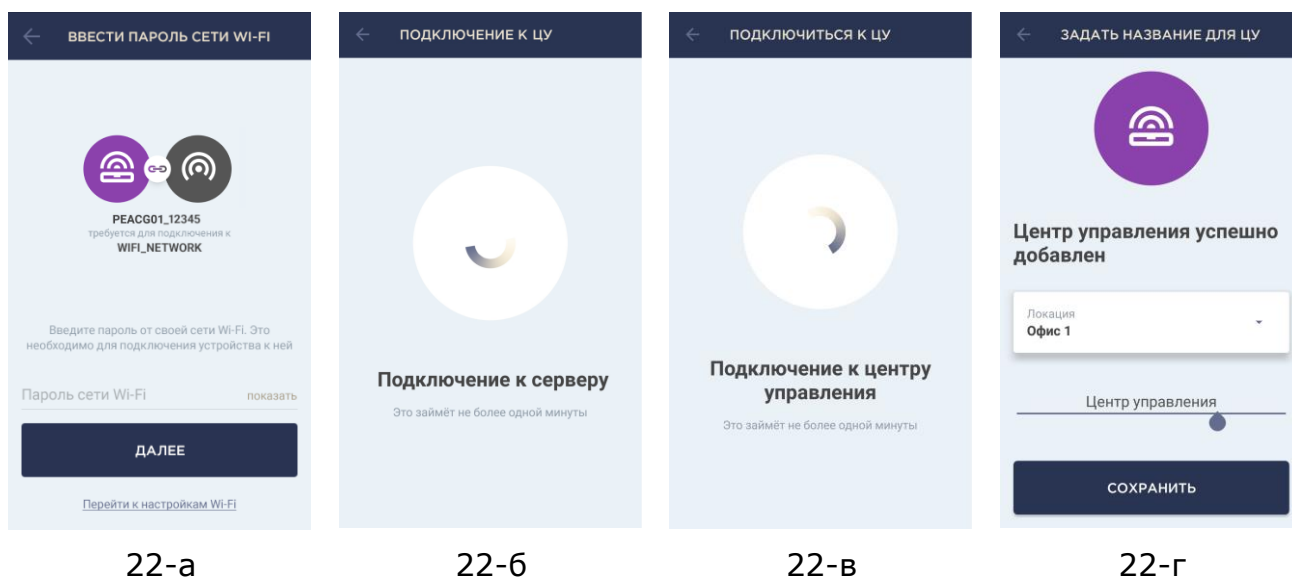 ВВЕСТИ ПАРОЛЬ СЕТИ WI-FI
PEACG01_12345
требуется для подключения к
WIFI_NETWORK
Введите пароль от своей сети Wi-Fi. Это
необходимо для подключения устройства к ней
Пароль сети Wi-Fi показать
ДАЛЕЕ
Перейти к настройкам Wi-Fi
22-а
ПОДКЛЮЧЕНИЕ К ЦУ
Подключение к серверу
Это займёт не более одной минуты
22-б
ПОДКЛЮЧИТЬСЯ К ЦУ
Подключение к центру
управления
Это займёт не более одной минуты
22-в
ЗАДАТЬ НАЗВАНИЕ ДЛЯ ЦУ
Центр управления успешно
добавлен
Локация
Офис 1
Центр управления
СОХРАНИТЬ
22-г